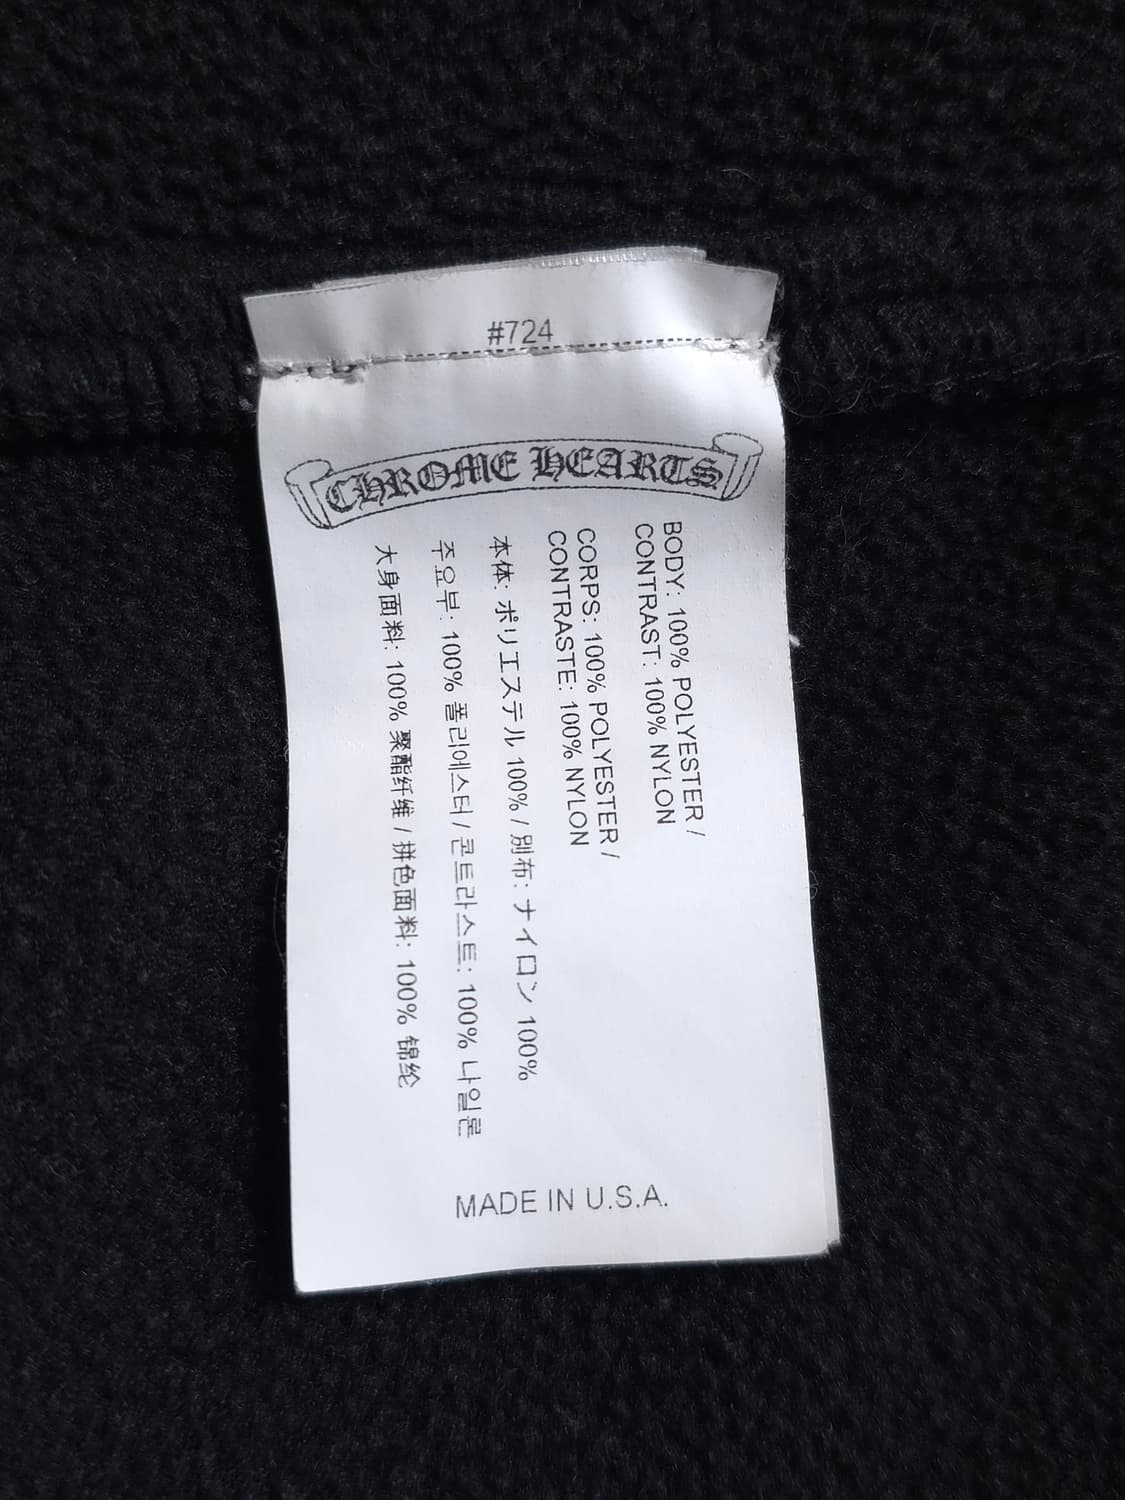 #724
CHROME HEARTS
BODY: 100% POLYESTER /
CONTRAST: 100% NYLON
CORPS: 100% POLYESTER /
CONTRASTE: 100% NYLON
本体: ポリエステル 100% / 別布: ナイロン 100%
주요부: 100% 폴리에스터 / 콘트라스트: 100% 나일론
大身面料: 100% 聚酯纤维 / 拼色面料: 100% 锦纶
MADE IN U.S.A.